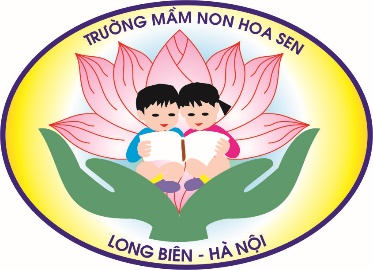 TRƯỜNG MẦM NON HOA SEN
LONG BIÊN - HÀ NỘI